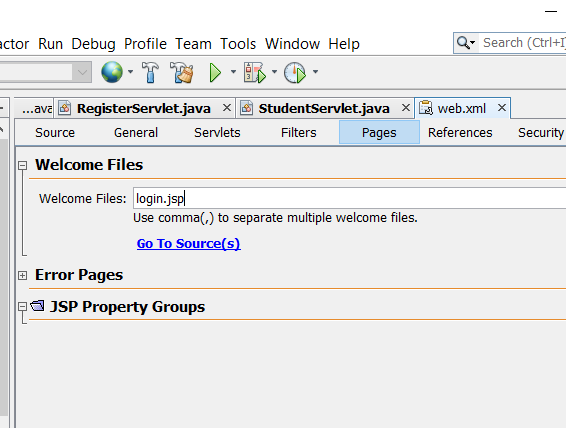 actor Run Debug Profile Team Tools Window Help
Search (Ctrl+I)
...ava RegisterServlet.java StudentServlet.java web.xml
Source General Servlets Filters Pages References Security
Welcome Files
Welcome Files: login.jsp
Use comma(,) to separate multiple welcome files.
Go To Source(s)
Error Pages
JSP Property Groups